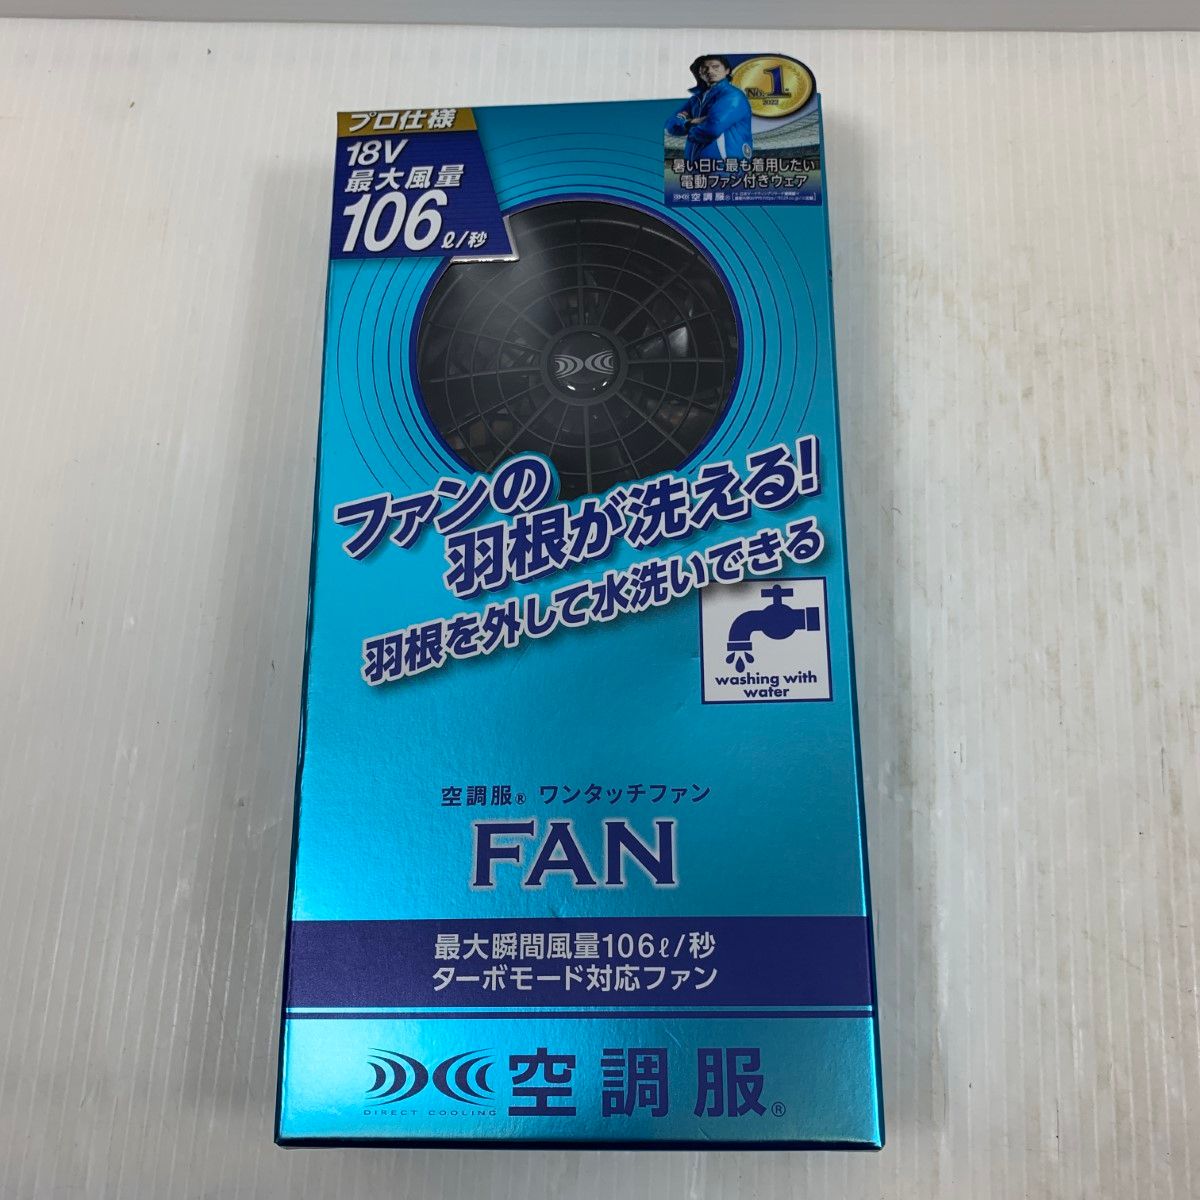 プロ仕様
18V
最大風量
106ℓ/秒
No.1
2022
暑い日に最も着用したい
電動ファン付きウェア
空調服®
ファンの
羽根が洗える!
羽根を外して水洗いできる
washing with
water
空調服® ワンタッチファン
FAN
最大瞬間風量106ℓ/秒
ターボモード対応ファン
DIRECT COOLING
空調服®